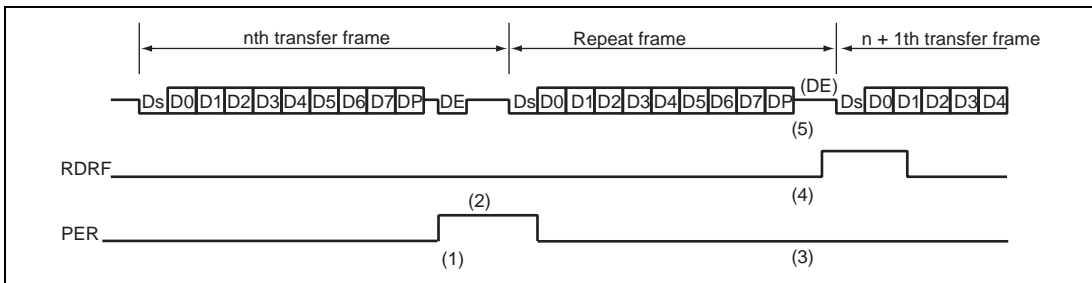 nth transfer frame Repeat frame n + 1th transfer frame
(DE)
Ds D0 D1 D2 D3 D4 D5 D6 D7 DP DE Ds D0 D1 D2 D3 D4 D5 D6 D7 DP Ds D0 D1 D2 D3 D4
(5)
RDRF
(4)
(2)
PER
(1) (3)